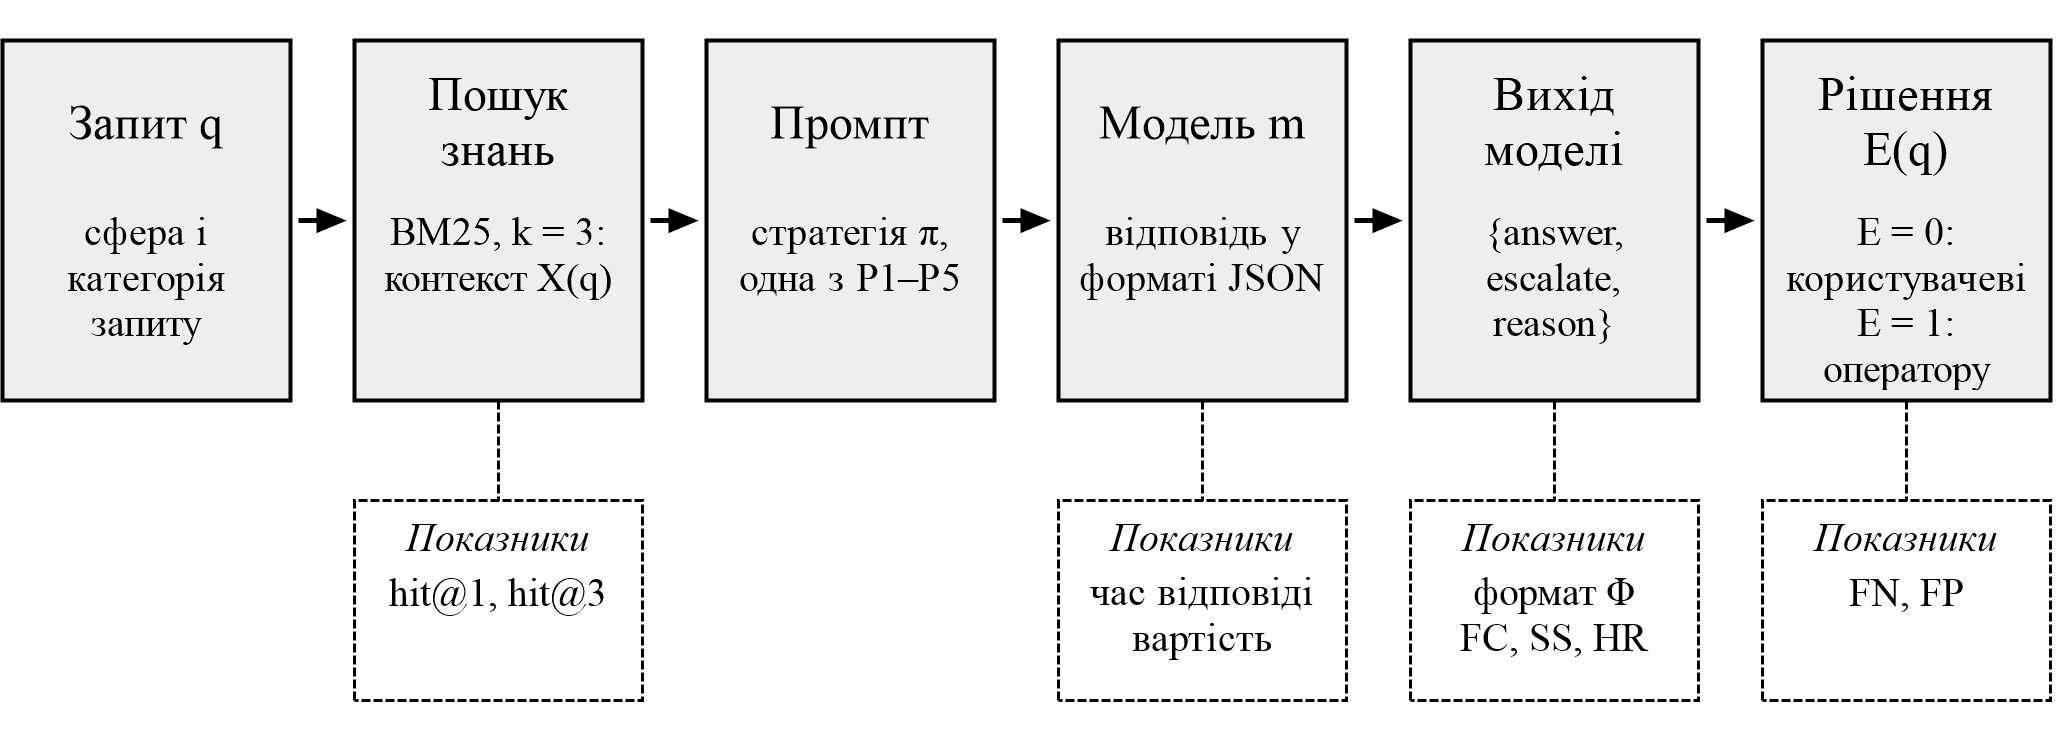 Запит q
сфера і
категорія
запиту
Пошук
знань
BM25, k = 3:
контекст X(q)
Промпт
стратегія π,
одна з P1–P5
Модель m
відповідь у
форматі JSON
Вихід
моделі
{answer,
escalate,
reason}
Рішення
E(q)
E = 0:
користувачеві
E = 1:
оператору
Показники
hit@1, hit@3
Показники
час відповіді
вартість
Показники
формат Φ
FC, SS, HR
Показники
FN, FP